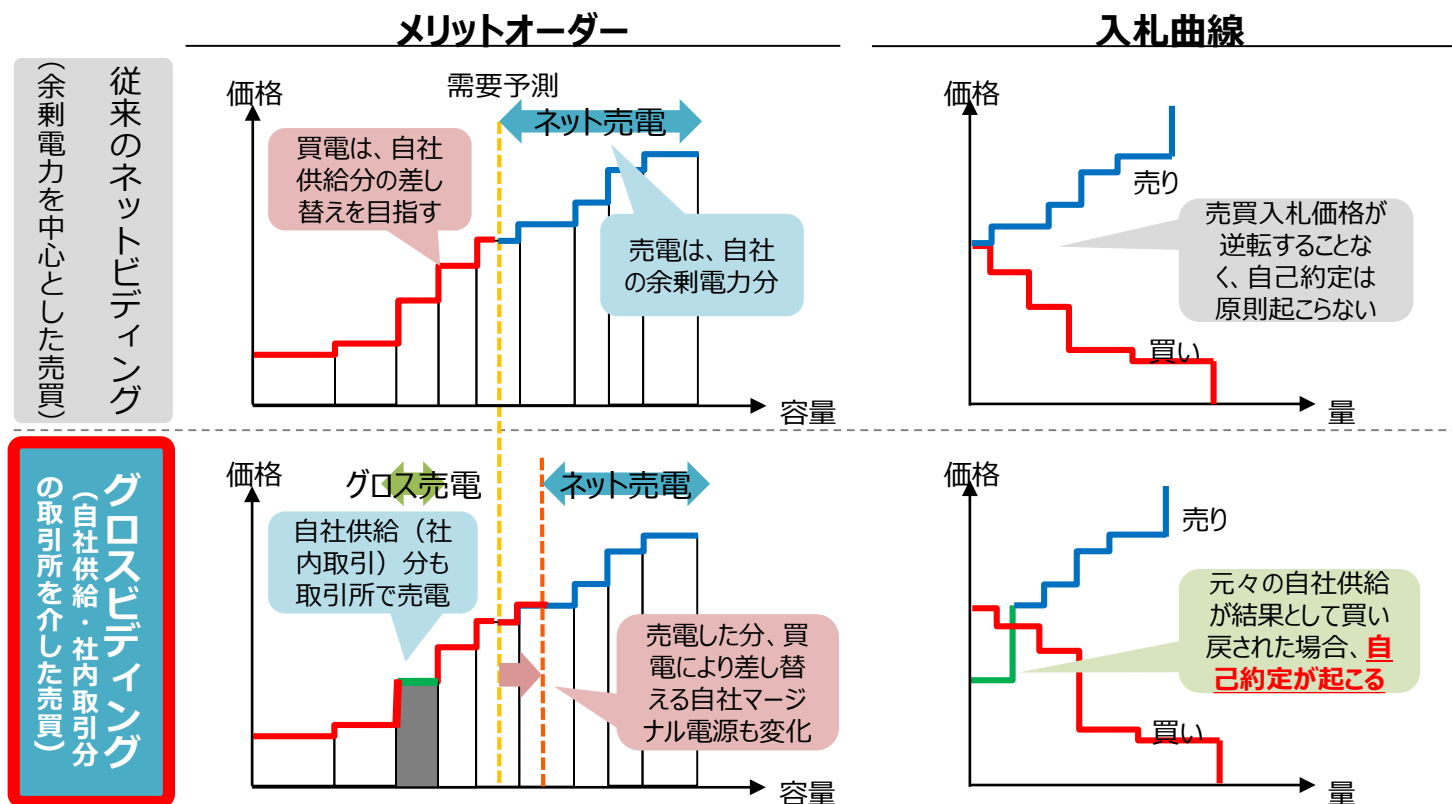 メリットオーダー
入札曲線
従来のネットビディング
（余剰電力を中心とした売買）
価格
需要予測
ネット売電
買電は、自社
供給分の差し
替えを目指す
売電は、自社
の余剰電力分
容量
価格
売り
売買入札価格が
逆転することな
く、自己約定は
原則起こらない
買い
量
グロスビディング
（自社供給・社内取引分
の取引所を介した売買）
価格
グロス売電
ネット売電
自社供給（社
内取引）分も
取引所で売電
売電した分、買
電により差し替
える自社マージ
ナル電源も変化
容量
価格
売り
元々の自社供給
が結果として買い
戻された場合、自
己約定が起こる
買い
量